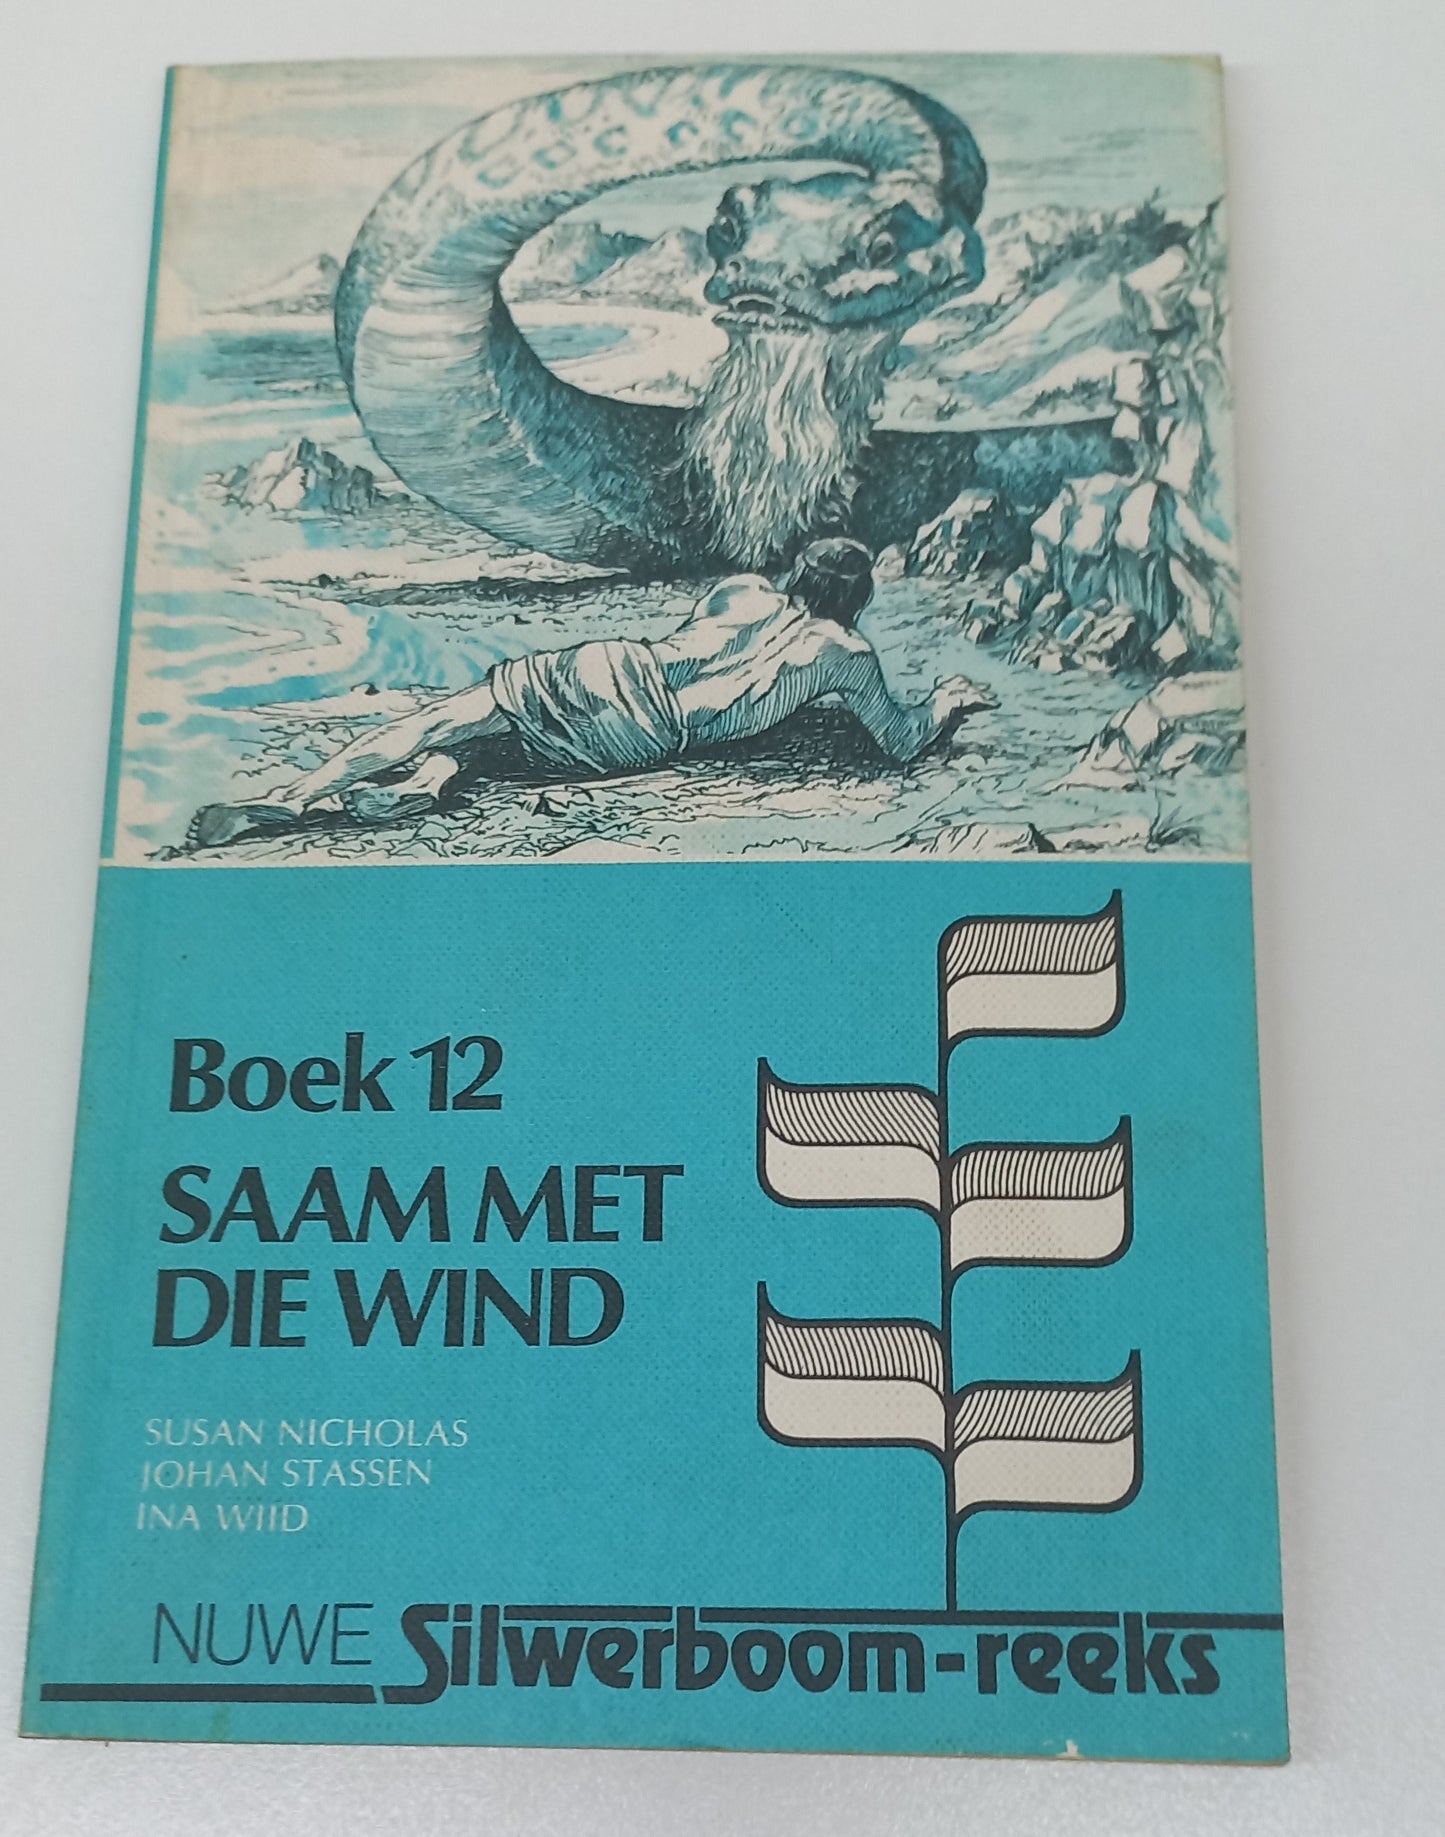 Boek 12
SAAM MET
DIE WIND
SUSAN NICHOLAS
JOHAN STASSEN
INA WIID
NUWE Silwerboom-reeks